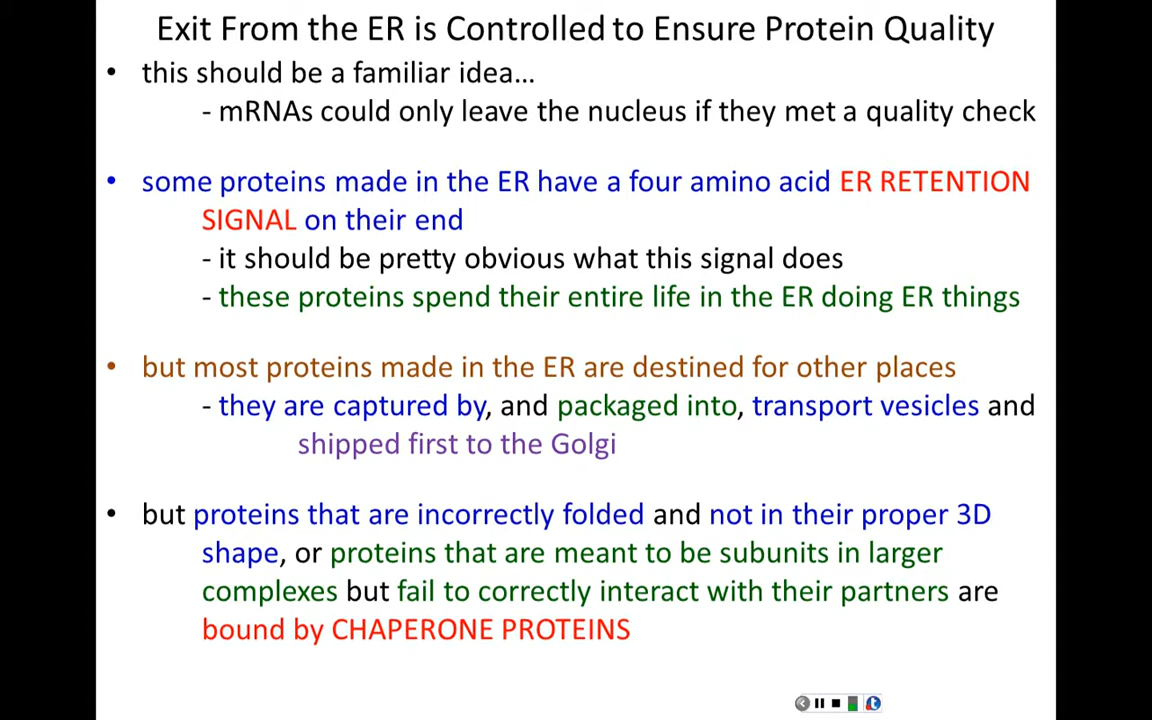 Exit From the ER is Controlled to Ensure Protein Quality
• this should be a familiar idea…
- mRNAs could only leave the nucleus if they met a quality check
• some proteins made in the ER have a four amino acid ER RETENTION
SIGNAL on their end
- it should be pretty obvious what this signal does
- these proteins spend their entire life in the ER doing ER things
• but most proteins made in the ER are destined for other places
- they are captured by, and packaged into, transport vesicles and
shipped first to the Golgi
• but proteins that are incorrectly folded and not in their proper 3D
shape, or proteins that are meant to be subunits in larger
complexes but fail to correctly interact with their partners are
bound by CHAPERONE PROTEINS